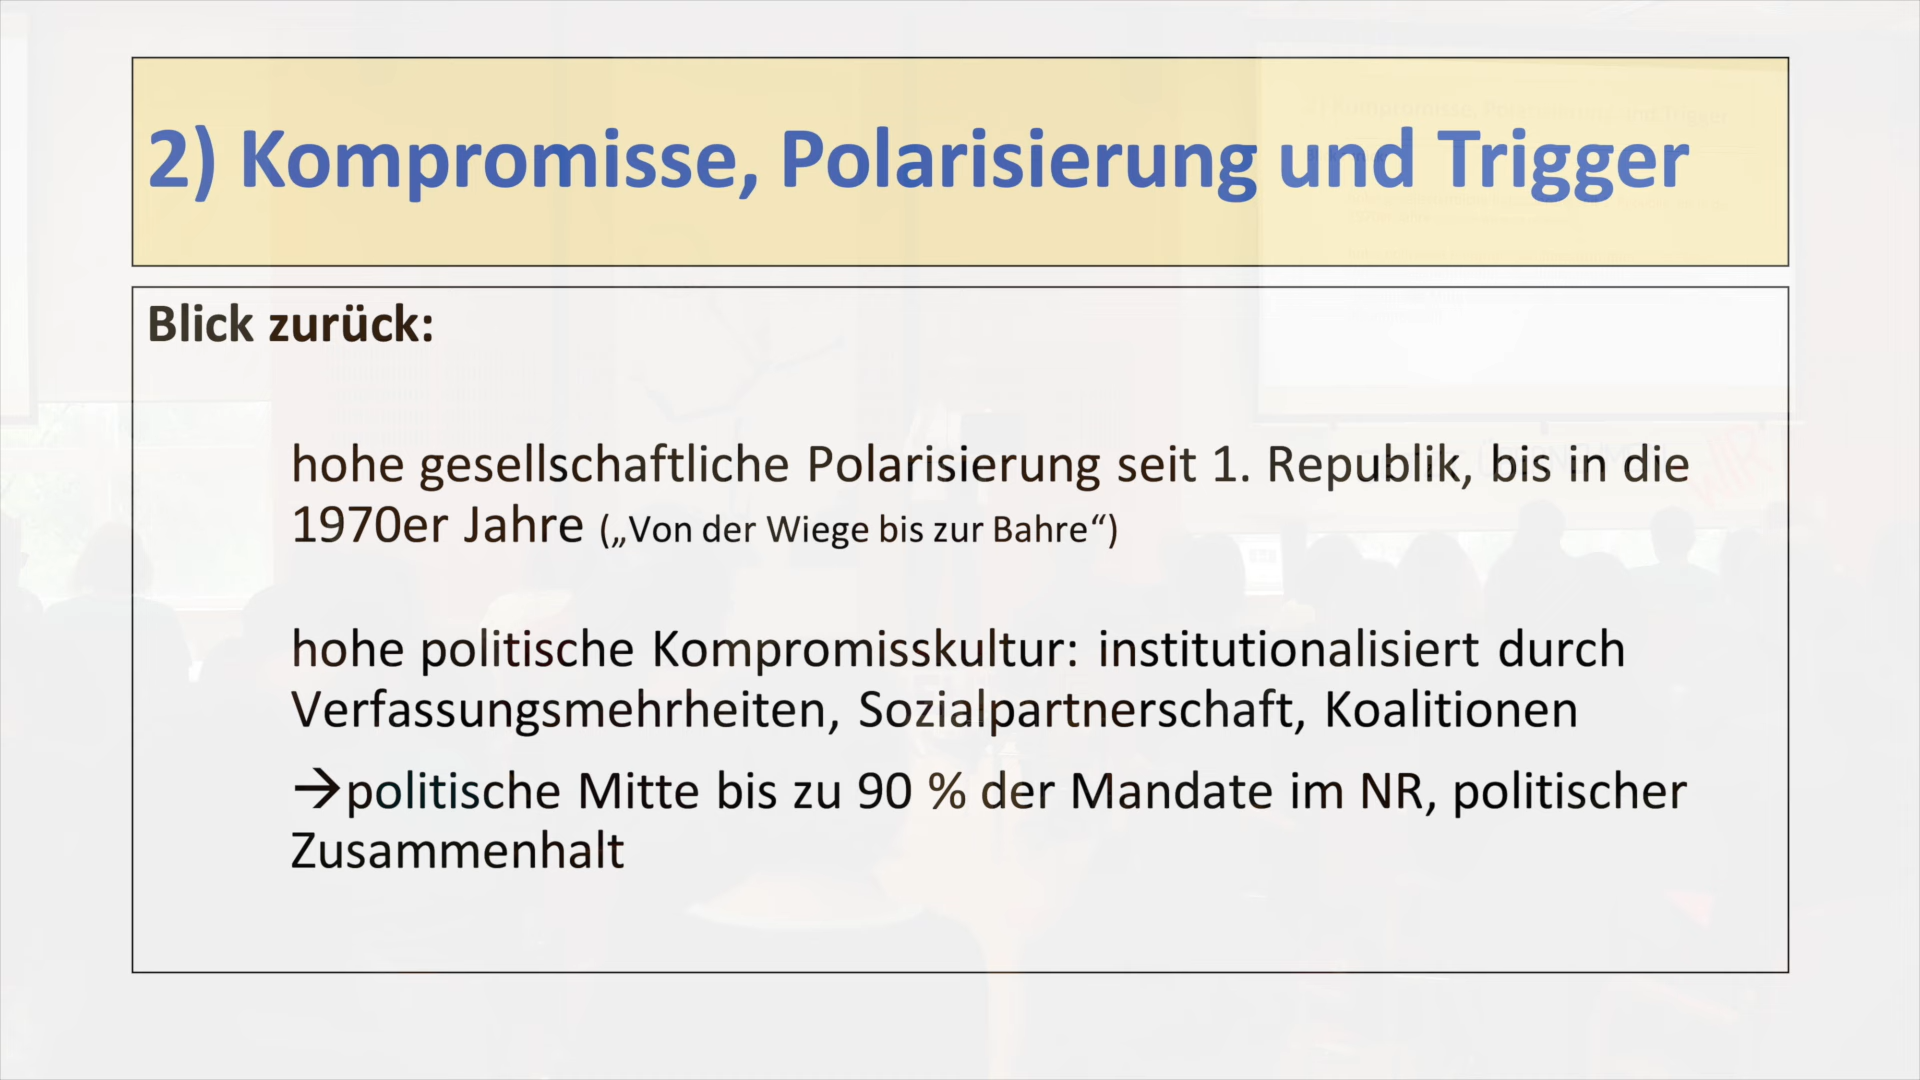 2) Kompromisse, Polarisierung und Trigger
Blick zurück:
hohe gesellschaftliche Polarisierung seit 1. Republik, bis in die
1970er Jahre („Von der Wiege bis zur Bahre“)
hohe politische Kompromisskultur: institutionalisiert durch
Verfassungsmehrheiten, Sozialpartnerschaft, Koalitionen
→politische Mitte bis zu 90 % der Mandate im NR, politischer
Zusammenhalt